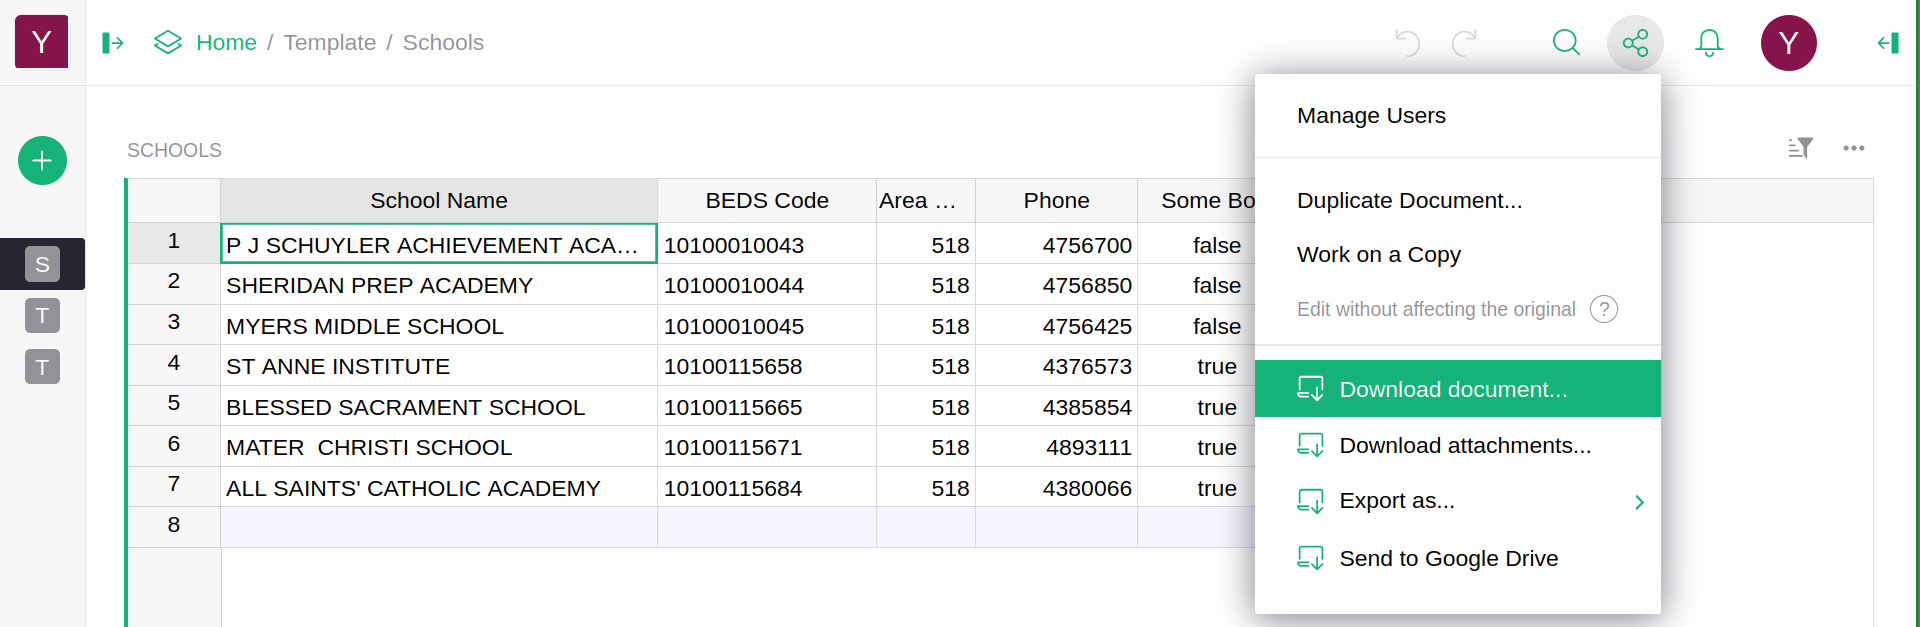 Y
Home / Template / Schools
Y
SCHOOLS
School Name BEDS Code Area … Phone Some Bo
1 P J SCHUYLER ACHIEVEMENT ACA… 10100010043 518 4756700 false
2 SHERIDAN PREP ACADEMY 10100010044 518 4756850 false
3 MYERS MIDDLE SCHOOL 10100010045 518 4756425 false
4 ST ANNE INSTITUTE 10100115658 518 4376573 true
5 BLESSED SACRAMENT SCHOOL 10100115665 518 4385854 true
6 MATER  CHRISTI SCHOOL 10100115671 518 4893111 true
7 ALL SAINTS' CATHOLIC ACADEMY 10100115684 518 4380066 true
8
S
T
T
Manage Users
Duplicate Document...
Work on a Copy
Edit without affecting the original ?
Download document...
Download attachments...
Export as...
Send to Google Drive